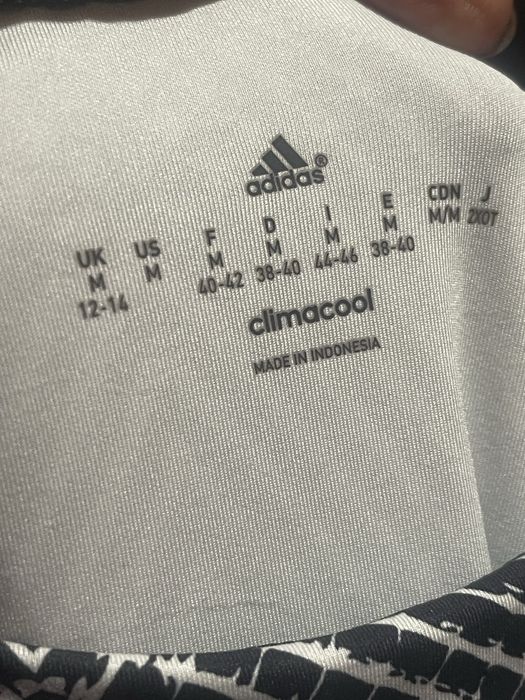 adidas®
UK US F D I E CDN J
M M M M M M M/M 2XOT
12-14 40-42 38-40 44-46 38-40
climacool
MADE IN INDONESIA